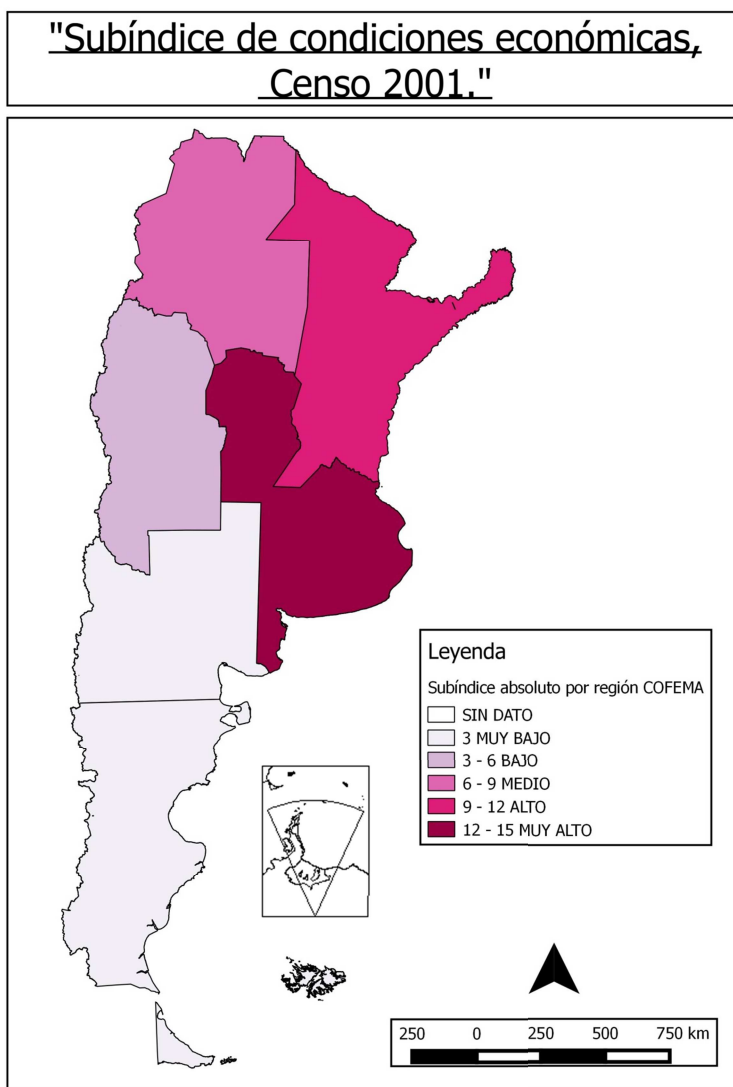 "Subíndice de condiciones económicas,
Censo 2001."
Leyenda
Subíndice absoluto por región COFEMA
SIN DATO
3 MUY BAJO
3 - 6 BAJO
6 - 9 MEDIO
9 - 12 ALTO
12 - 15 MUY ALTO
250 0 250 500 750 km